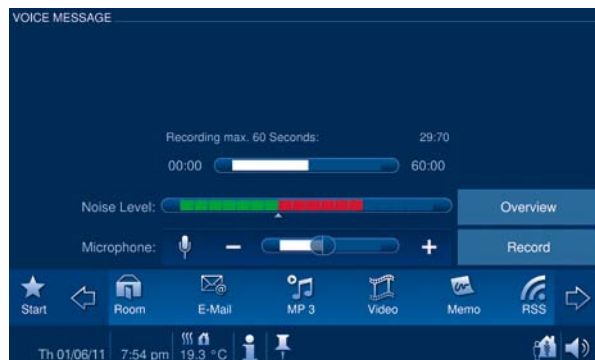 VOICE MESSAGE
Recording max. 60 Seconds: 29:70
00:00 60:00
Noise Level: Overview
Microphone: − + Record
Start Room E-Mail MP 3 Video Memo RSS
Th 01/06/11 7:54 pm 19.3 °C i